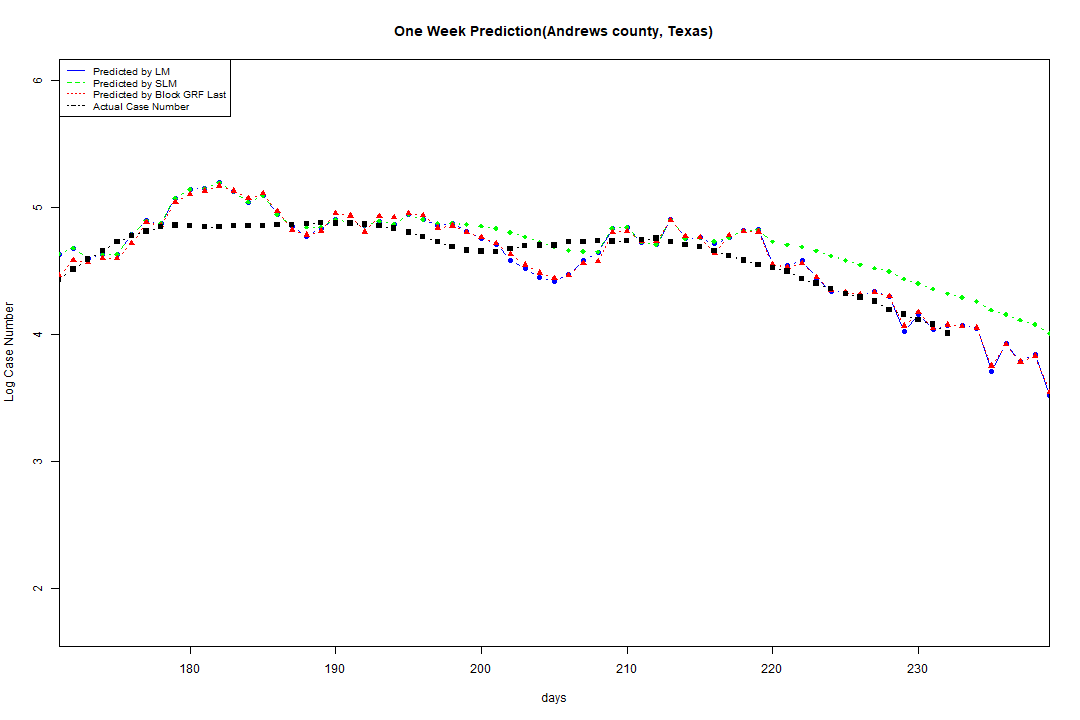 One Week Prediction(Andrews county, Texas)
Predicted by LM
Predicted by SLM
Predicted by Block GRF Last
Actual Case Number
6
5
4
3
2
Log Case Number
180 190 200 210 220 230
days